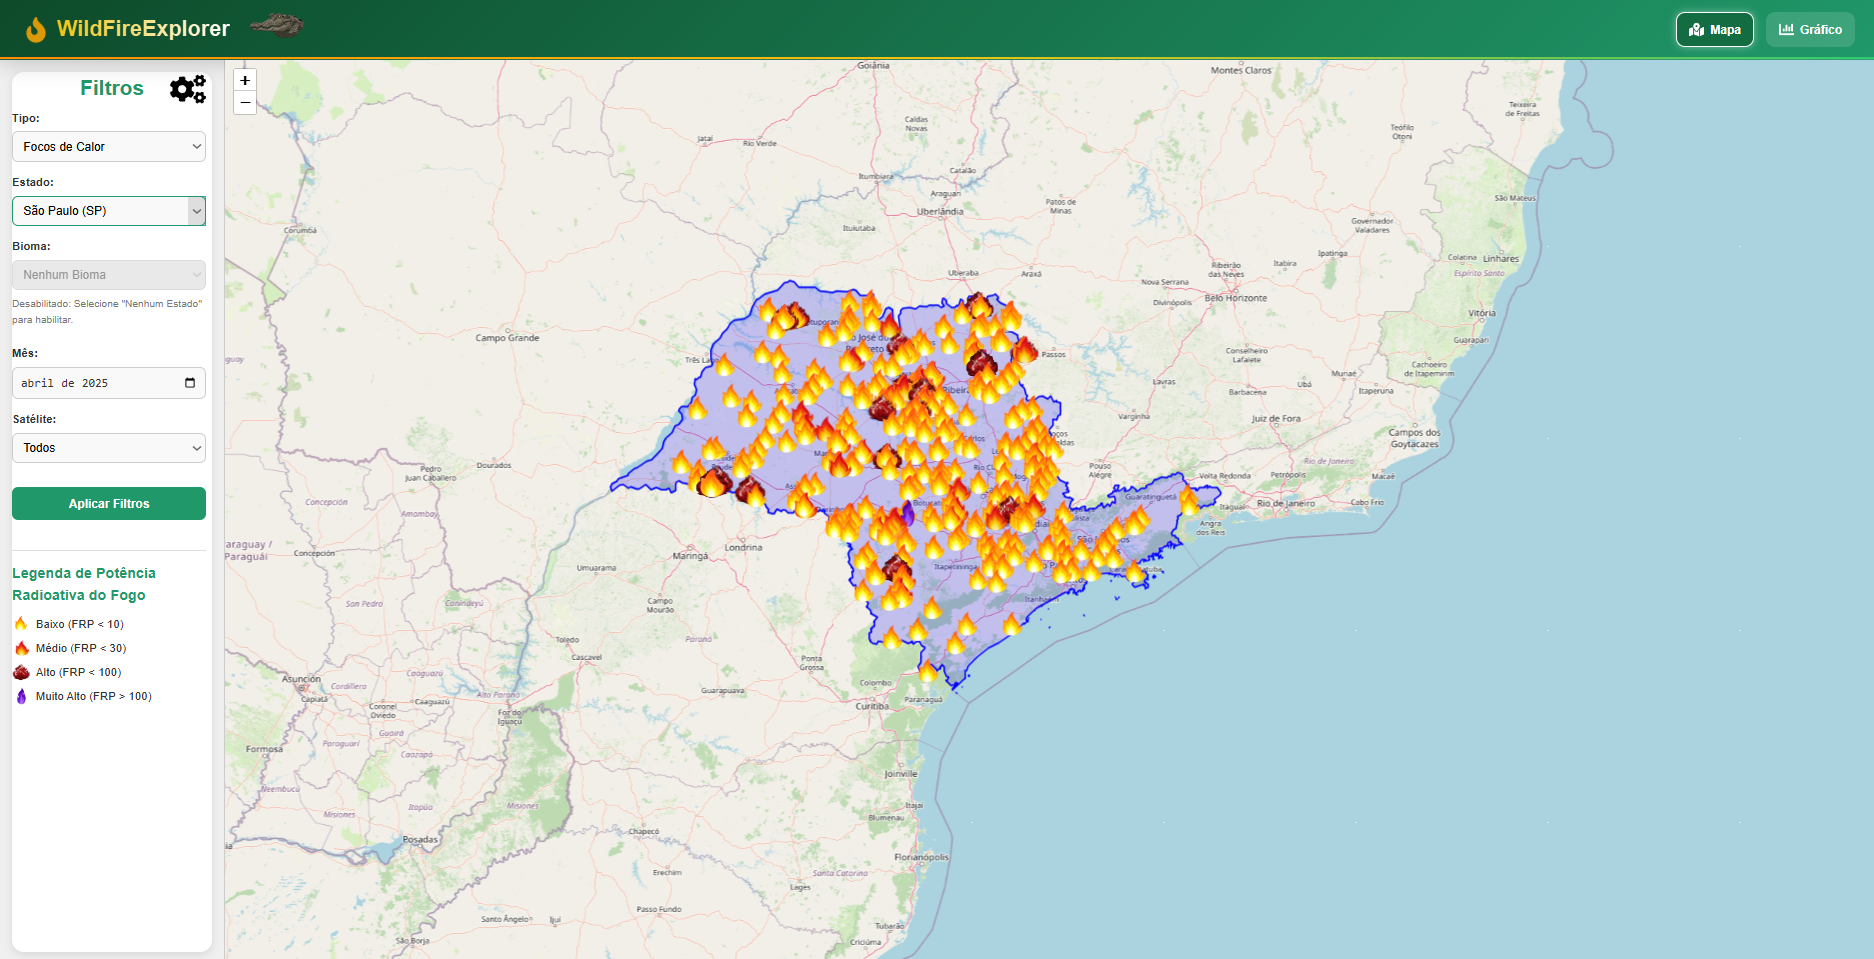 WildFireExplorer
Mapa
Gráfico
Filtros
Tipo:
Focos de Calor
Estado:
São Paulo (SP)
Bioma:
Nenhum Bioma
Desabilitado: Selecione "Nenhum Estado"
para habilitar.
Mês:
abril de 2025
Satélite:
Todos
Aplicar Filtros
Legenda de Potência
Radioativa do Fogo
Baixo (FRP < 10)
Médio (FRP < 30)
Alto (FRP < 100)
Muito Alto (FRP > 100)
+
−
Goiânia
Montes Claros
Teixeira
de Freitas
Caldas
Novas
Teófilo
Otoni
Jataí
Rio Verde
Catalão
Itumbiara
Araguari
Uberlândia
Patos de
Minas
São Mateus
Corumbá
Ituiutaba
Governador
Valadares
Ipatinga
Colatina
Linhares
Espírito Santo
Uberaba
Araxá
Ribeirão
das Neves
Itabira
Nova Serrana
Belo Horizonte
Divinópolis
Vitória
Campo Grande
Guarapari
Conselheiro
Lafaiete
Passos
Cachoeiro
de Itapemirim
Muriaé
Lavras
Ubá
Barbacena
Itaperuna
Varginha
Juiz de Fora
Campos dos
Goytacazes
Dourados
Pedro
Juan Caballero
Pouso
Alegre
Volta Redonda
Petrópolis
Rio de Janeiro
Macaé
Cabo Frio
Guaratinguetá
Itaguaí
Rio de Janeiro
Angra
dos Reis
Concepción
Amambay
Londrina
Maringá
Concepción
Umuarama
Itapetininga
Campo
Mourão
San Pedro
Canindeyú
Toledo
Cascavel
Paraná
Ponta
Grossa
Asunción
Cordillera
Caaguazú
Alto Paraná
Guarapuava
Colombo
Curitiba
Paranaguá
Capiatá
Coronel
Oviedo
Caaguazú
Foz do
Iguaçu
Guairá
Paraguarí
Formosa
Caazapá
Joinville
Ñeembucú
Itapúa
Misiones
Misiones
Itajaí
Blumenau
Posadas
Chapecó
Florianópolis
Erechim
Santa Catarina
Lages
Passo Fundo
Santo Ângelo
Ijuí
Tubarão
São Borja
Criciúma